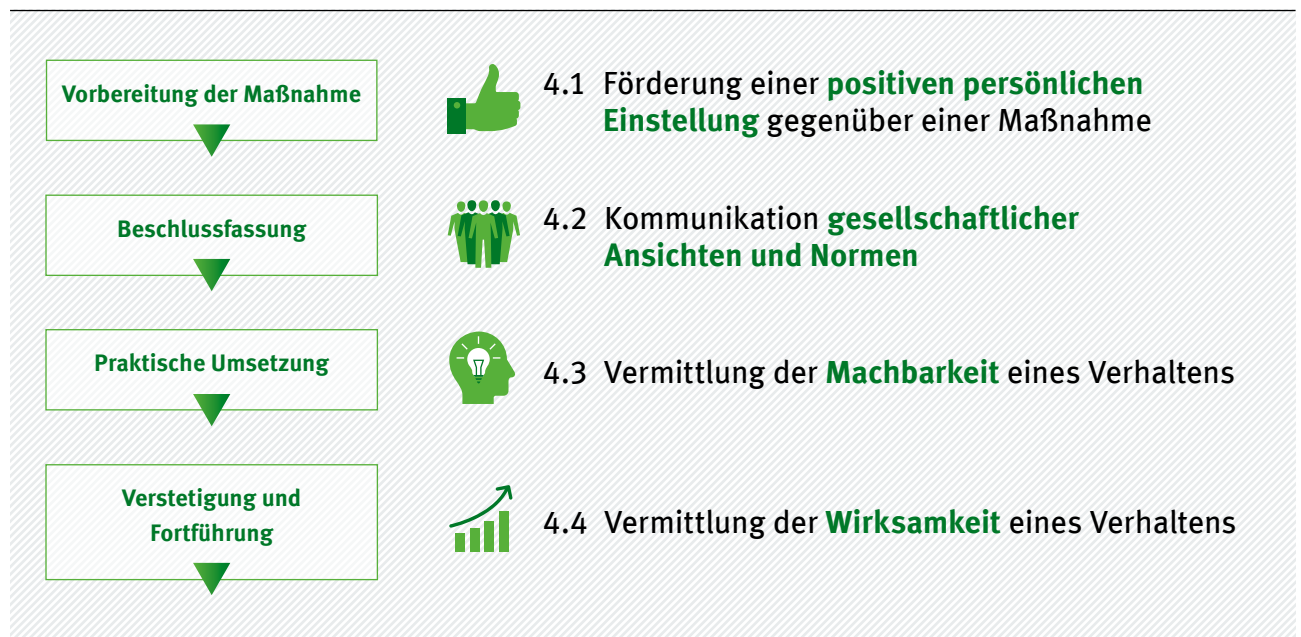 Vorbereitung der Maßnahme
4.1 Förderung einer positiven persönlichen
Einstellung gegenüber einer Maßnahme
Beschlussfassung
4.2 Kommunikation gesellschaftlicher
Ansichten und Normen
Praktische Umsetzung
4.3 Vermittlung der Machbarkeit eines Verhaltens
Verstetigung und
Fortführung
4.4 Vermittlung der Wirksamkeit eines Verhaltens